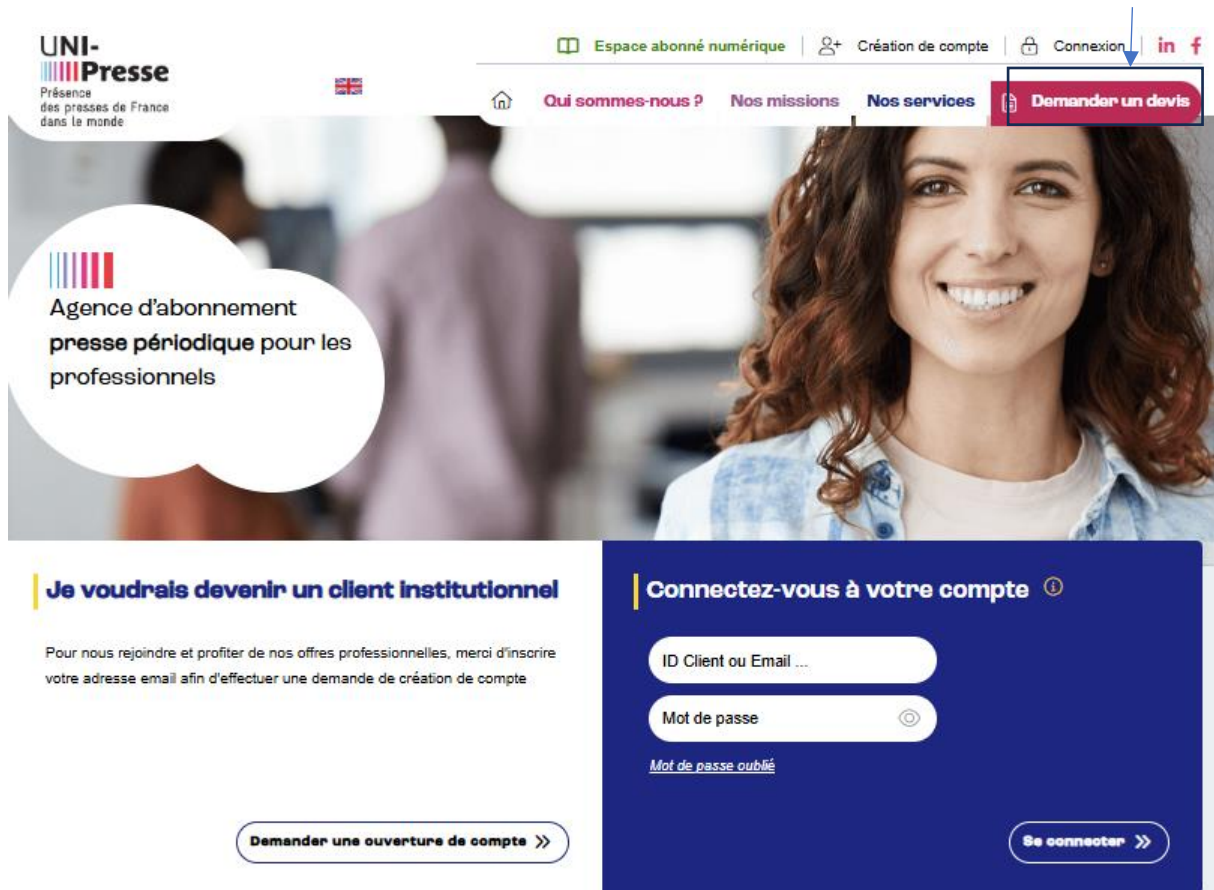 UNI-
Presse
Présence
des presses de France
dans le monde
Espace abonné numérique
Création de compte
Connexion
in f
Qui sommes-nous ?
Nos missions
Nos services
Demander un devis
Agence d'abonnement
presse périodique pour les
professionnels
Je voudrais devenir un client institutionnel
Pour nous rejoindre et profiter de nos offres professionnelles, merci d'inscrire
votre adresse email afin d'effectuer une demande de création de compte
Demander une ouverture de compte
Connectez-vous à votre compte
ID Client ou Email ...
Mot de passe
Mot de passe oublié
Se connecter